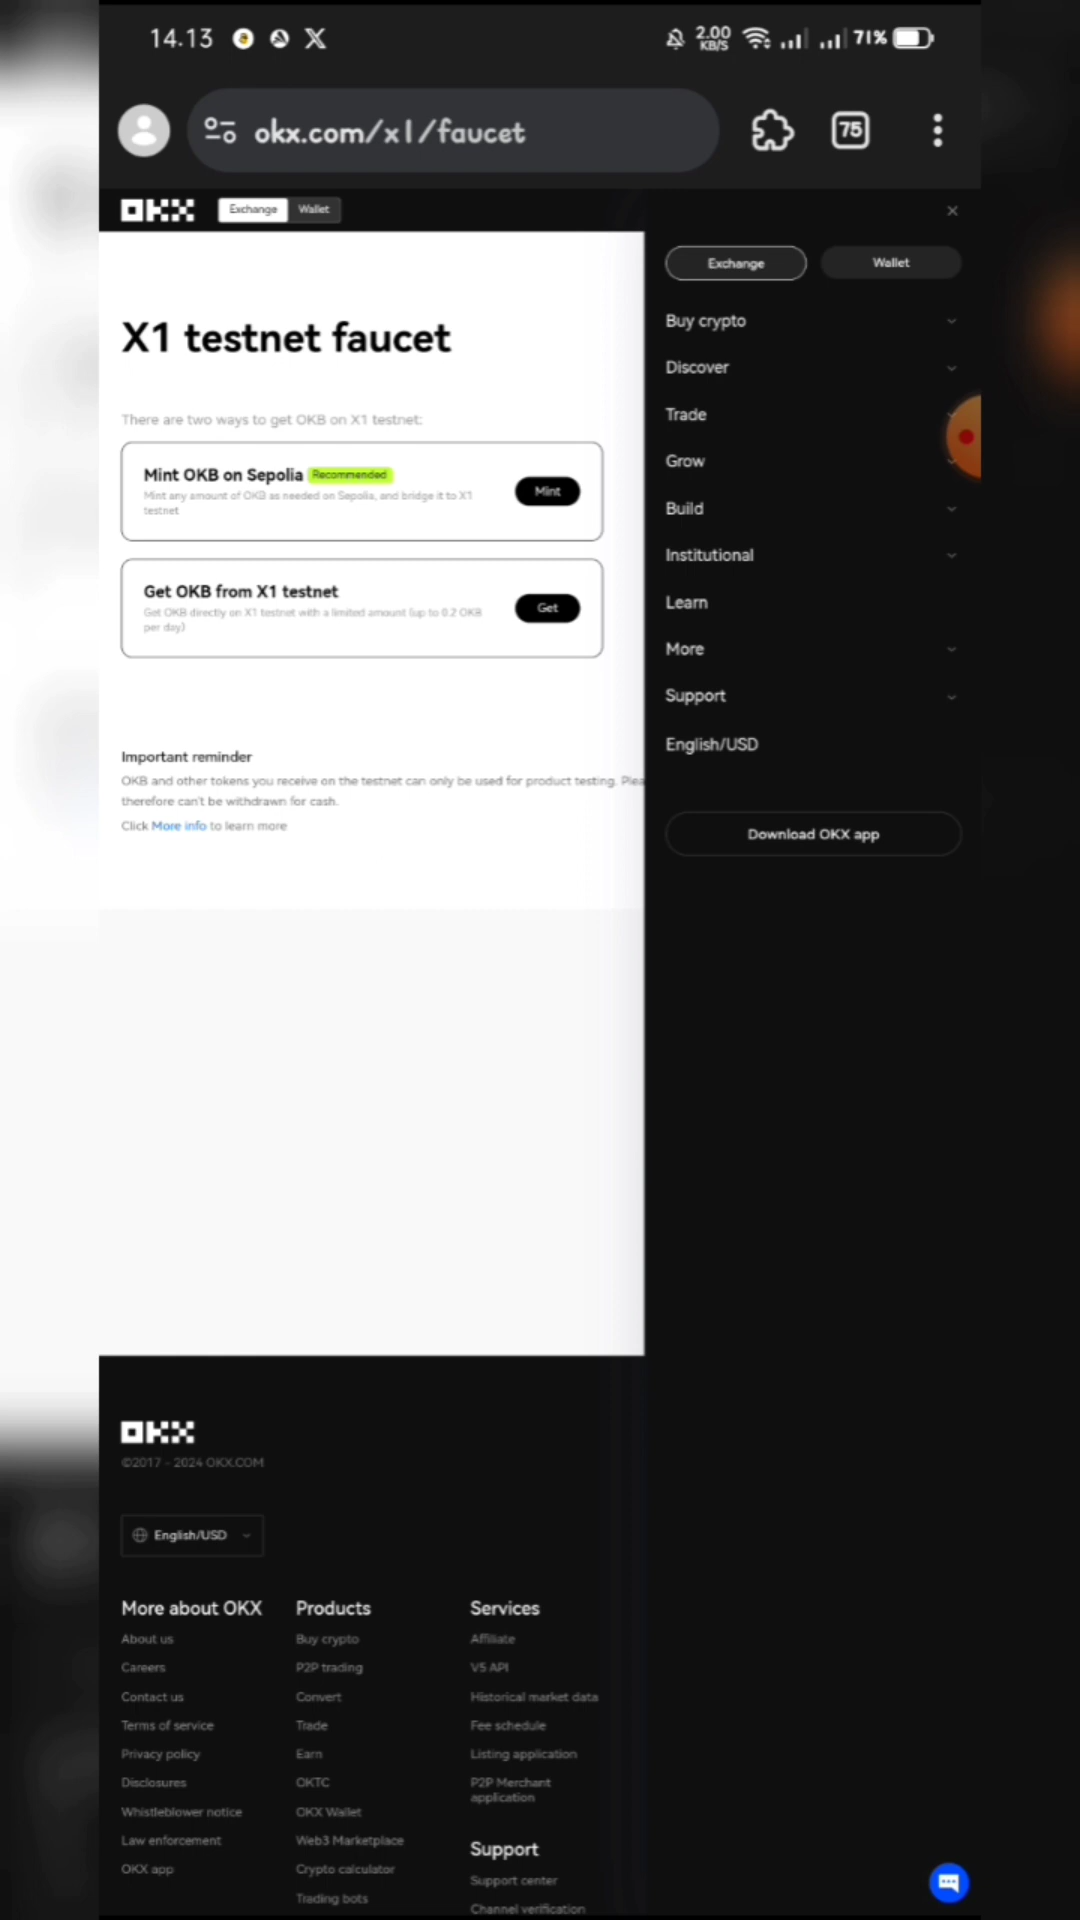 14.13
2.00
KB/S
71%
okx.com/x1/faucet
75
OKX
Exchange
Wallet
X1 testnet faucet
There are two ways to get OKB on X1 testnet:
Mint OKB on Sepolia Recommended
Mint any amount of OKB as needed on Sepolia, and bridge it to X1
testnet
Mint
Get OKB from X1 testnet
Get OKB directly on X1 testnet with a limited amount (up to 0.2 OKB
per day)
Get
Important reminder
OKB and other tokens you receive on the testnet can only be used for product testing. Plea
therefore can't be withdrawn for cash.
Click More info to learn more
Exchange
Wallet
Buy crypto
Discover
Trade
Grow
Build
Institutional
Learn
More
Support
English/USD
Download OKX app
OKX
©2017 - 2024 OKX.COM
English/USD
More about OKX
About us
Careers
Contact us
Terms of service
Privacy policy
Disclosures
Whistleblower notice
Law enforcement
OKX app
Products
Buy crypto
P2P trading
Convert
Trade
Earn
OKTC
OKX Wallet
Web3 Marketplace
Crypto calculator
Trading bots
Services
Affiliate
V5 API
Historical market data
Fee schedule
Listing application
P2P Merchant
application
Support
Support center
Channel verification